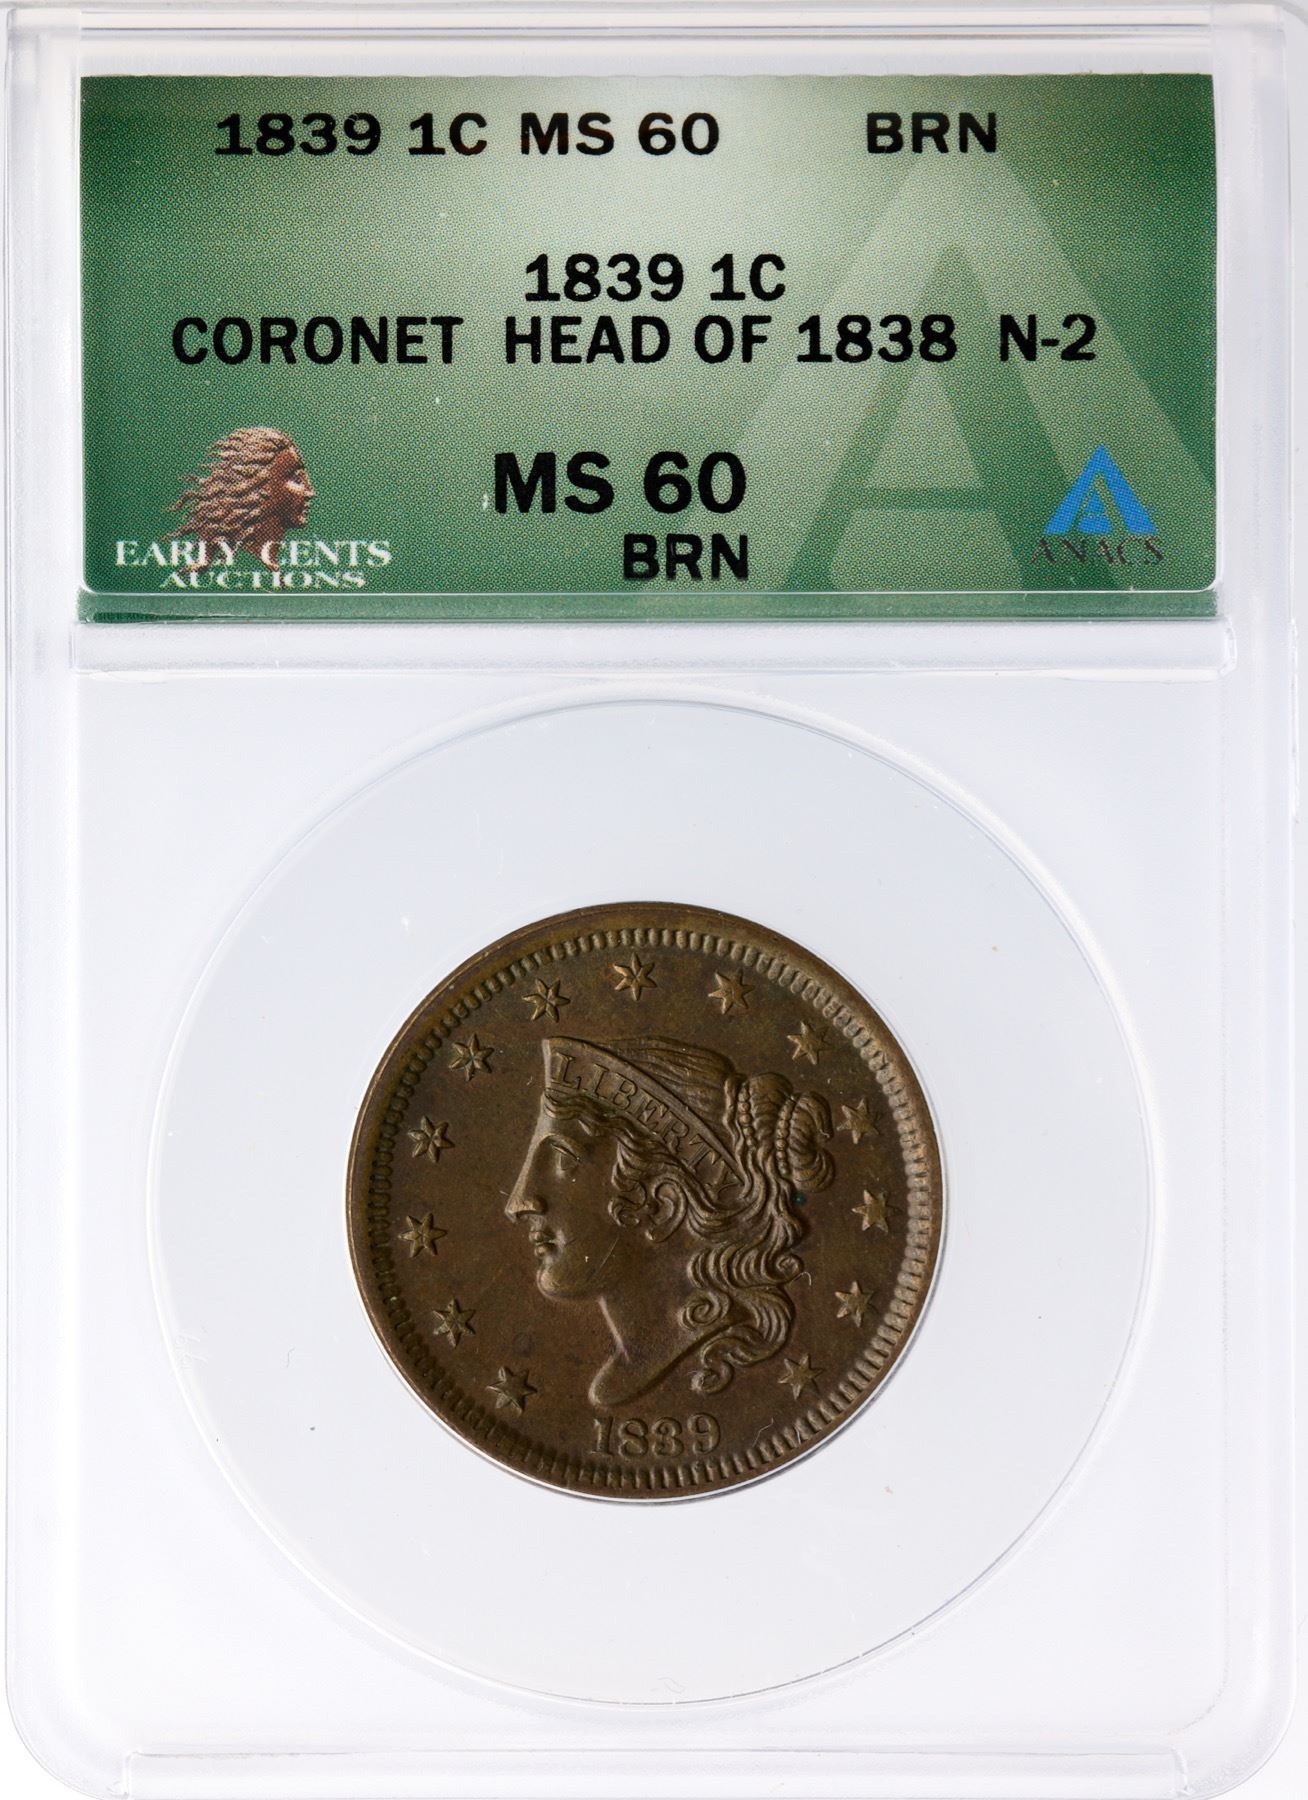 1839 1C MS 60 BRN
1839 1C
CORONET HEAD OF 1838 N-2
MS 60
BRN
EARLY CENTS
AUCTIONS
ANACS
LIBERTY
1839